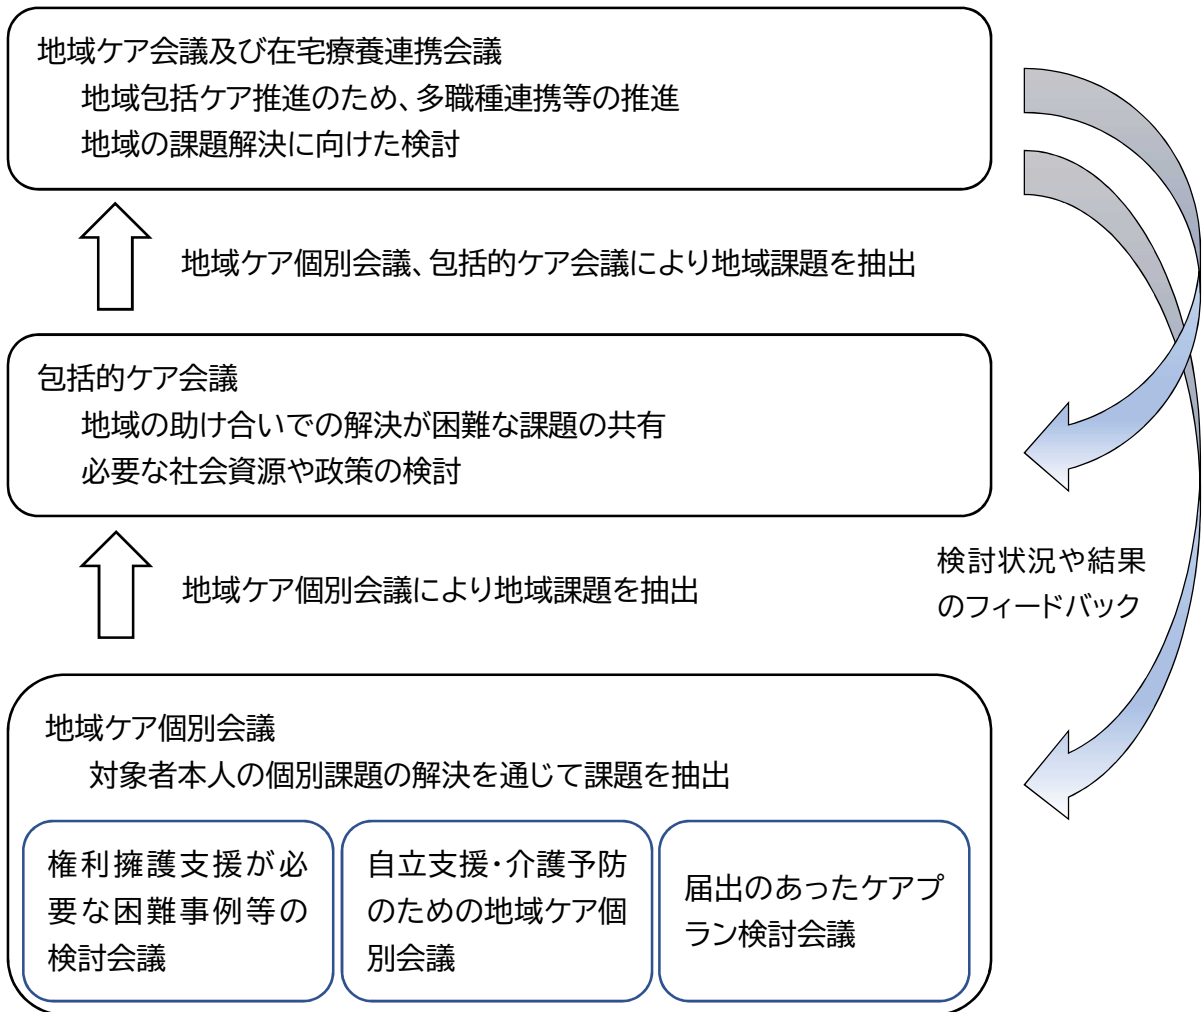 地域ケア会議及び在宅療養連携会議
地域包括ケア推進のため、多職種連携等の推進
地域の課題解決に向けた検討
地域ケア個別会議、包括的ケア会議により地域課題を抽出
包括的ケア会議
地域の助け合いでの解決が困難な課題の共有
必要な社会資源や政策の検討
地域ケア個別会議により地域課題を抽出
検討状況や結果
のフィードバック
地域ケア個別会議
対象者本人の個別課題の解決を通じて課題を抽出
権利擁護支援が必
要な困難事例等の
検討会議
自立支援・介護予防
のための地域ケア個
別会議
届出のあったケアプ
ラン検討会議